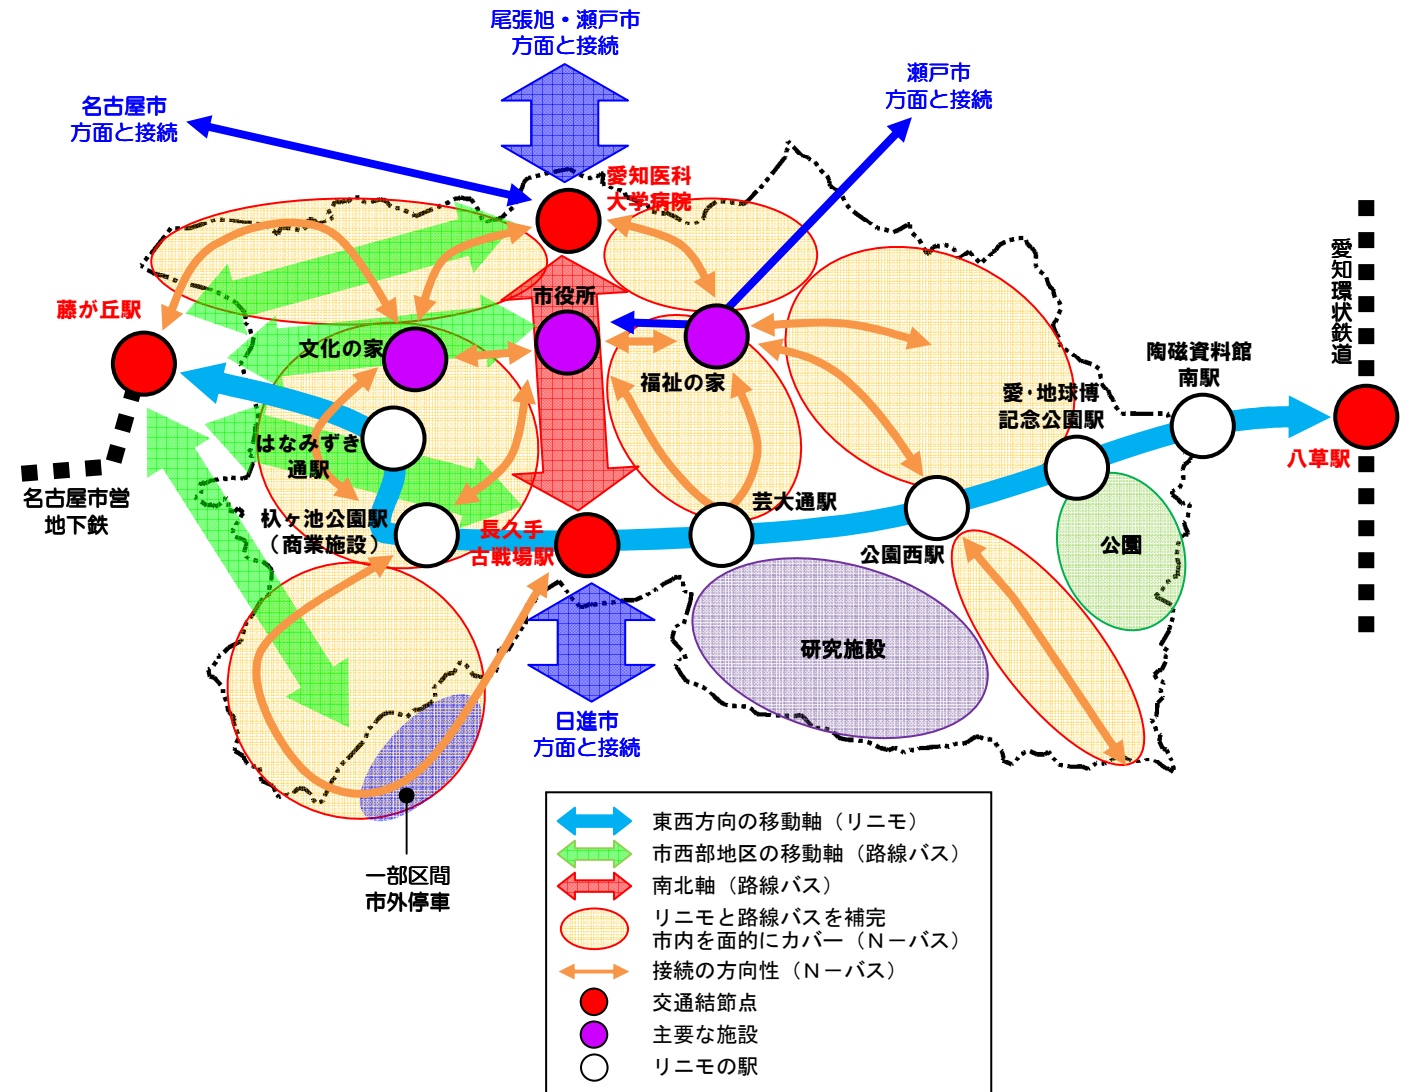 尾張旭・瀬戸市
方面と接続
瀬戸市
方面と接続
名古屋市
方面と接続
愛知医科
大学病院
愛知環状鉄道
市役所
藤が丘駅
文化の家
福祉の家
陶磁資料館
南駅
愛・地球博
記念公園駅
はなみずき
通駅
八草駅
名古屋市営
地下鉄
杁ヶ池公園駅
（商業施設）
長久手
古戦場駅
芸大通駅
公園西駅
公園
研究施設
日進市
方面と接続
一部区間
市外停車
東西方向の移動軸（リニモ）
市西部地区の移動軸（路線バス）
南北軸（路線バス）
リニモと路線バスを補完
市内を面的にカバー（Ｎ－バス）
接続の方向性（Ｎ－バス）
交通結節点
主要な施設
リニモの駅